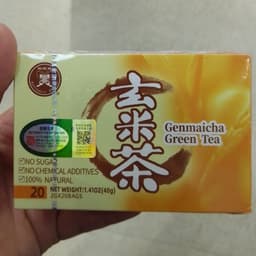 玄米茶
Genmaicha
Green Tea
NO SUGAR
NO CHEMICAL ADDITIVES
100% NATURAL
20
NET WEIGHT:1.41OZ(40g)
2GX20BAGS